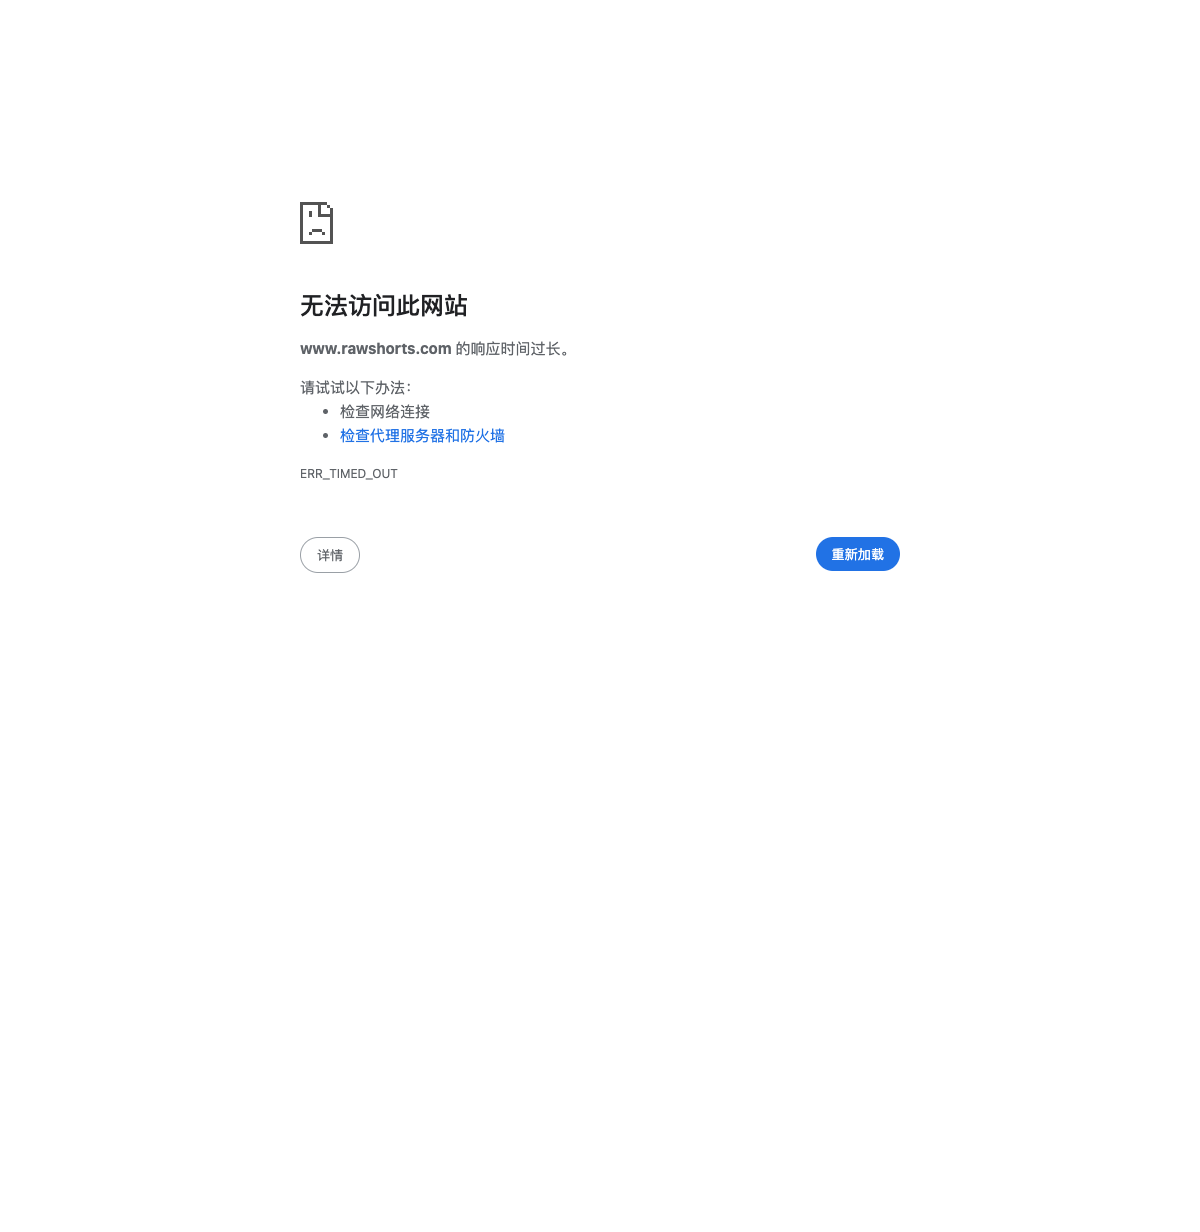 无法访问此网站
www.rawshorts.com 的响应时间过长。
请试试以下办法：
检查网络连接
检查代理服务器和防火墙
ERR_TIMED_OUT
详情
重新加载